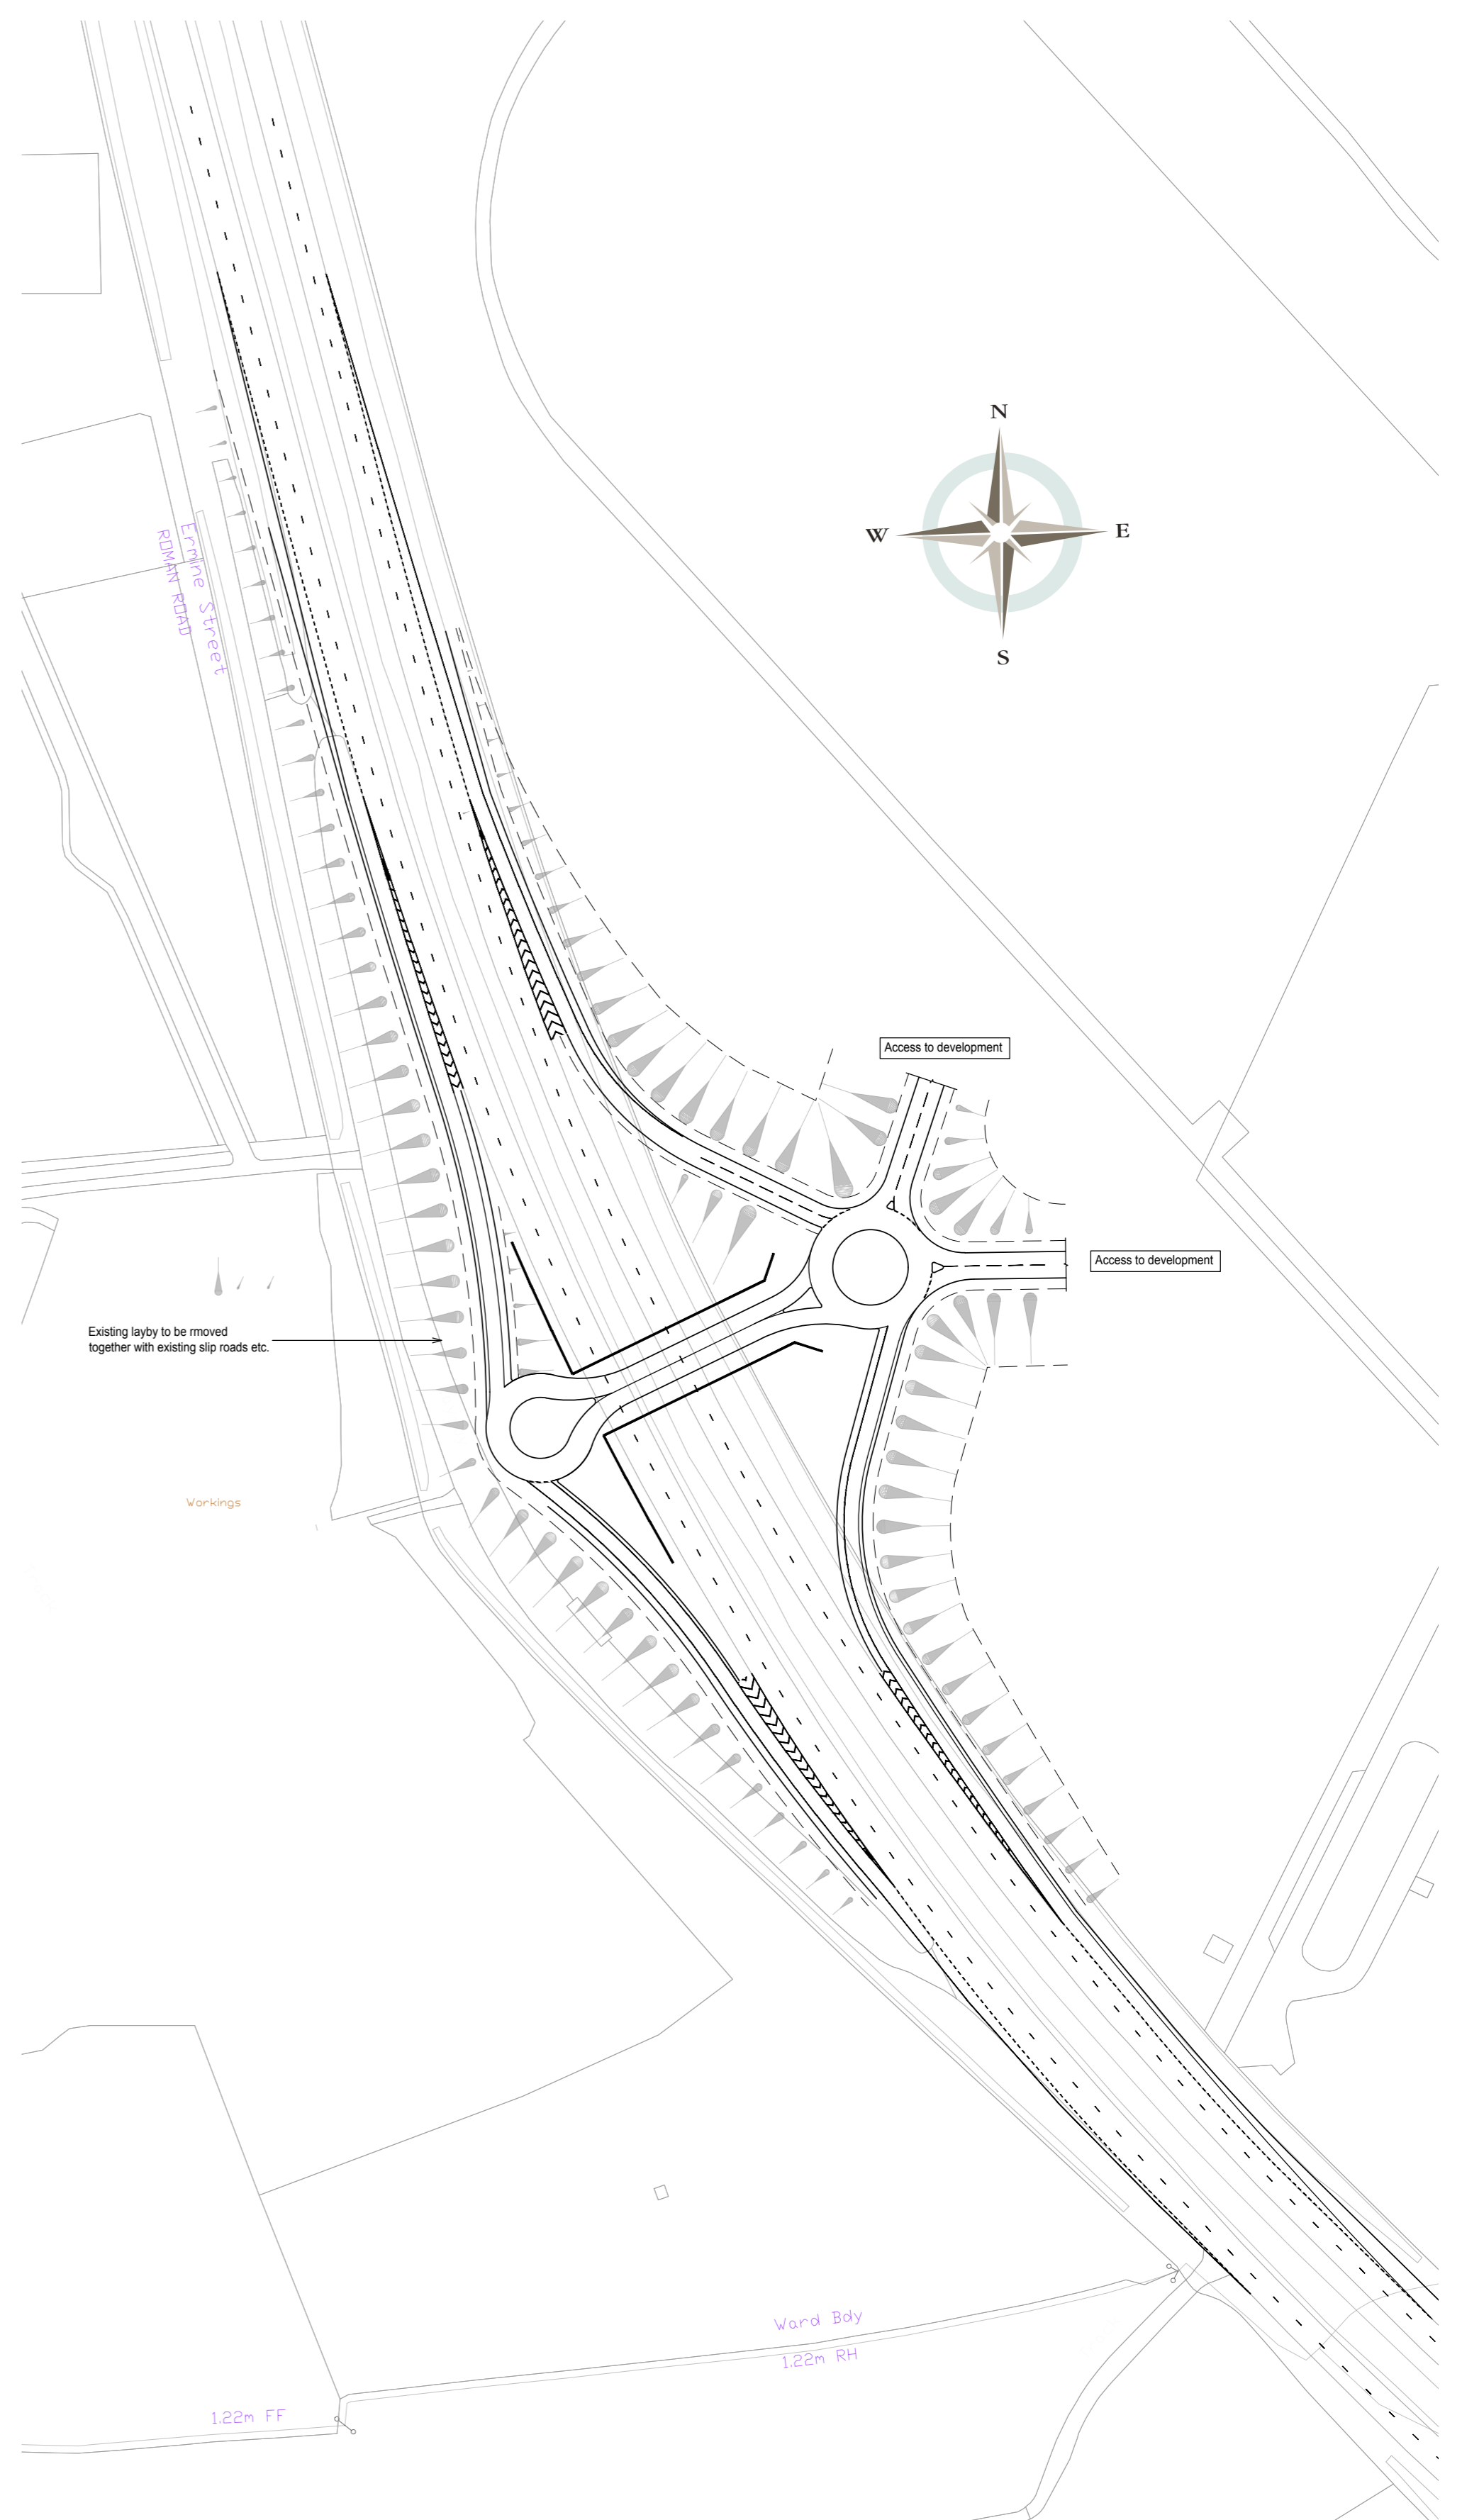 N
W
E
S
Ermine Street
ROMAN ROAD
Access to development
Access to development
Existing layby to be rmoved
together with existing slip roads etc.
Workings
Ward Bdy
1.22m RH
1.22m FF